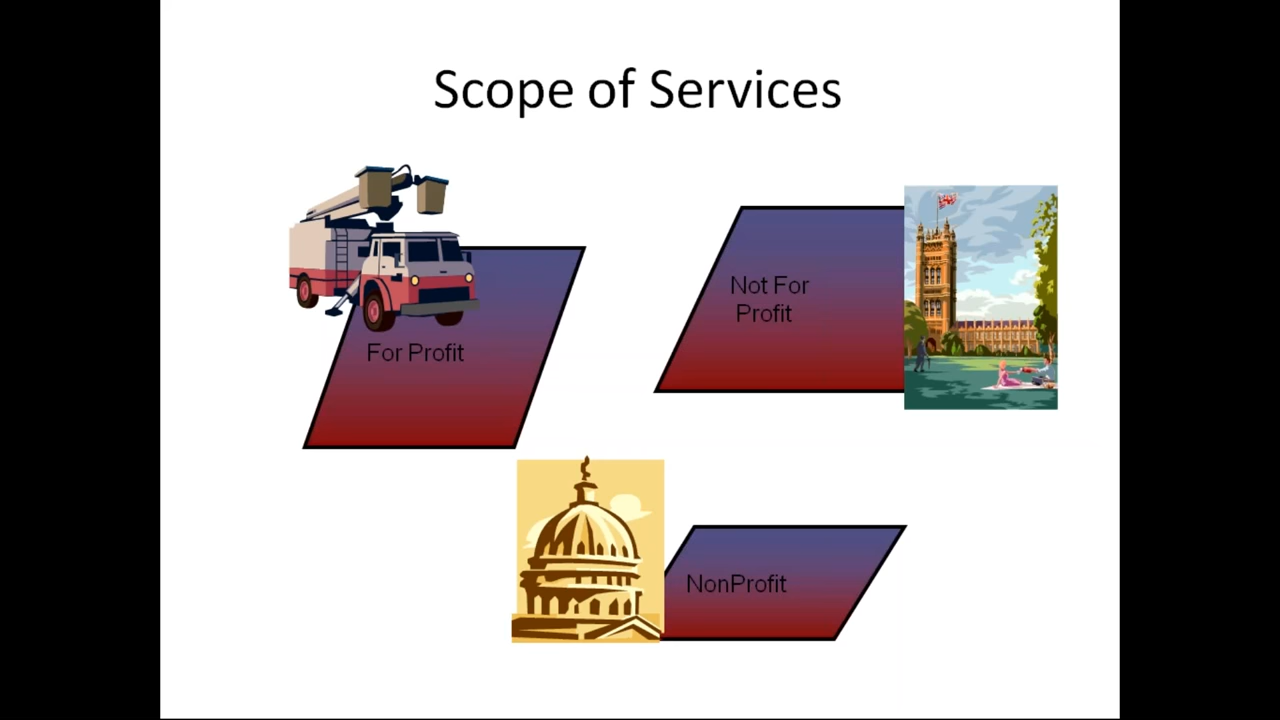 Scope of Services
For Profit
Not For
Profit
NonProfit